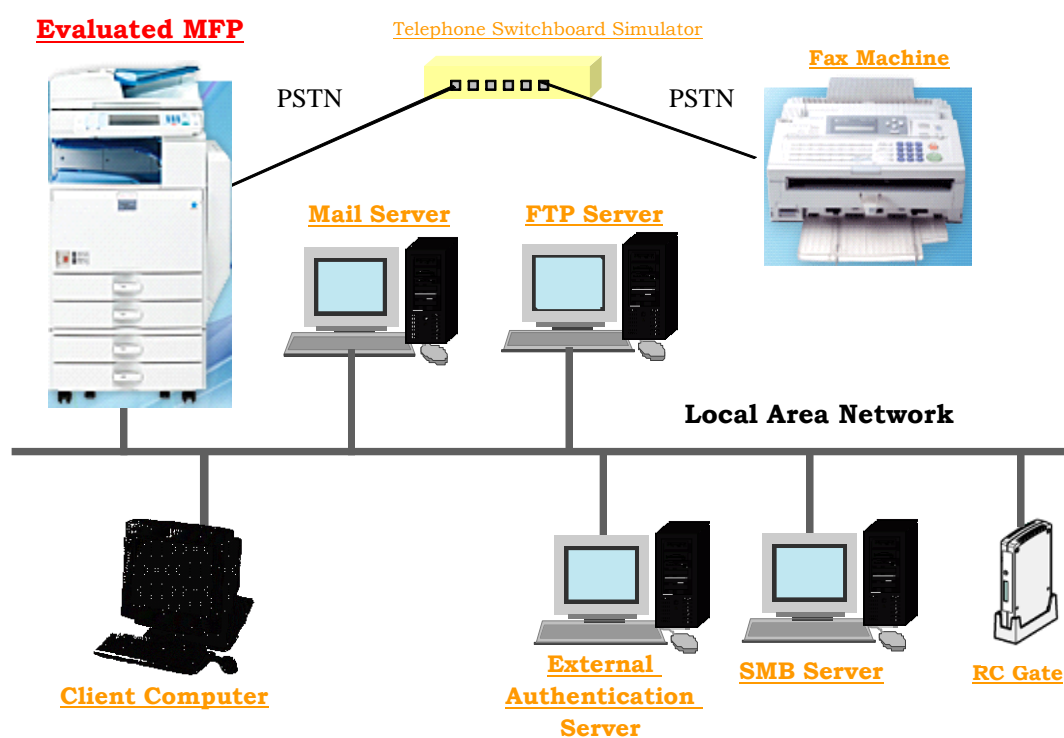 Evaluated MFP
Telephone Switchboard Simulator
Fax Machine
PSTN
PSTN
Mail Server
FTP Server
Local Area Network
Client Computer
External
Authentication
Server
SMB Server
RC Gate